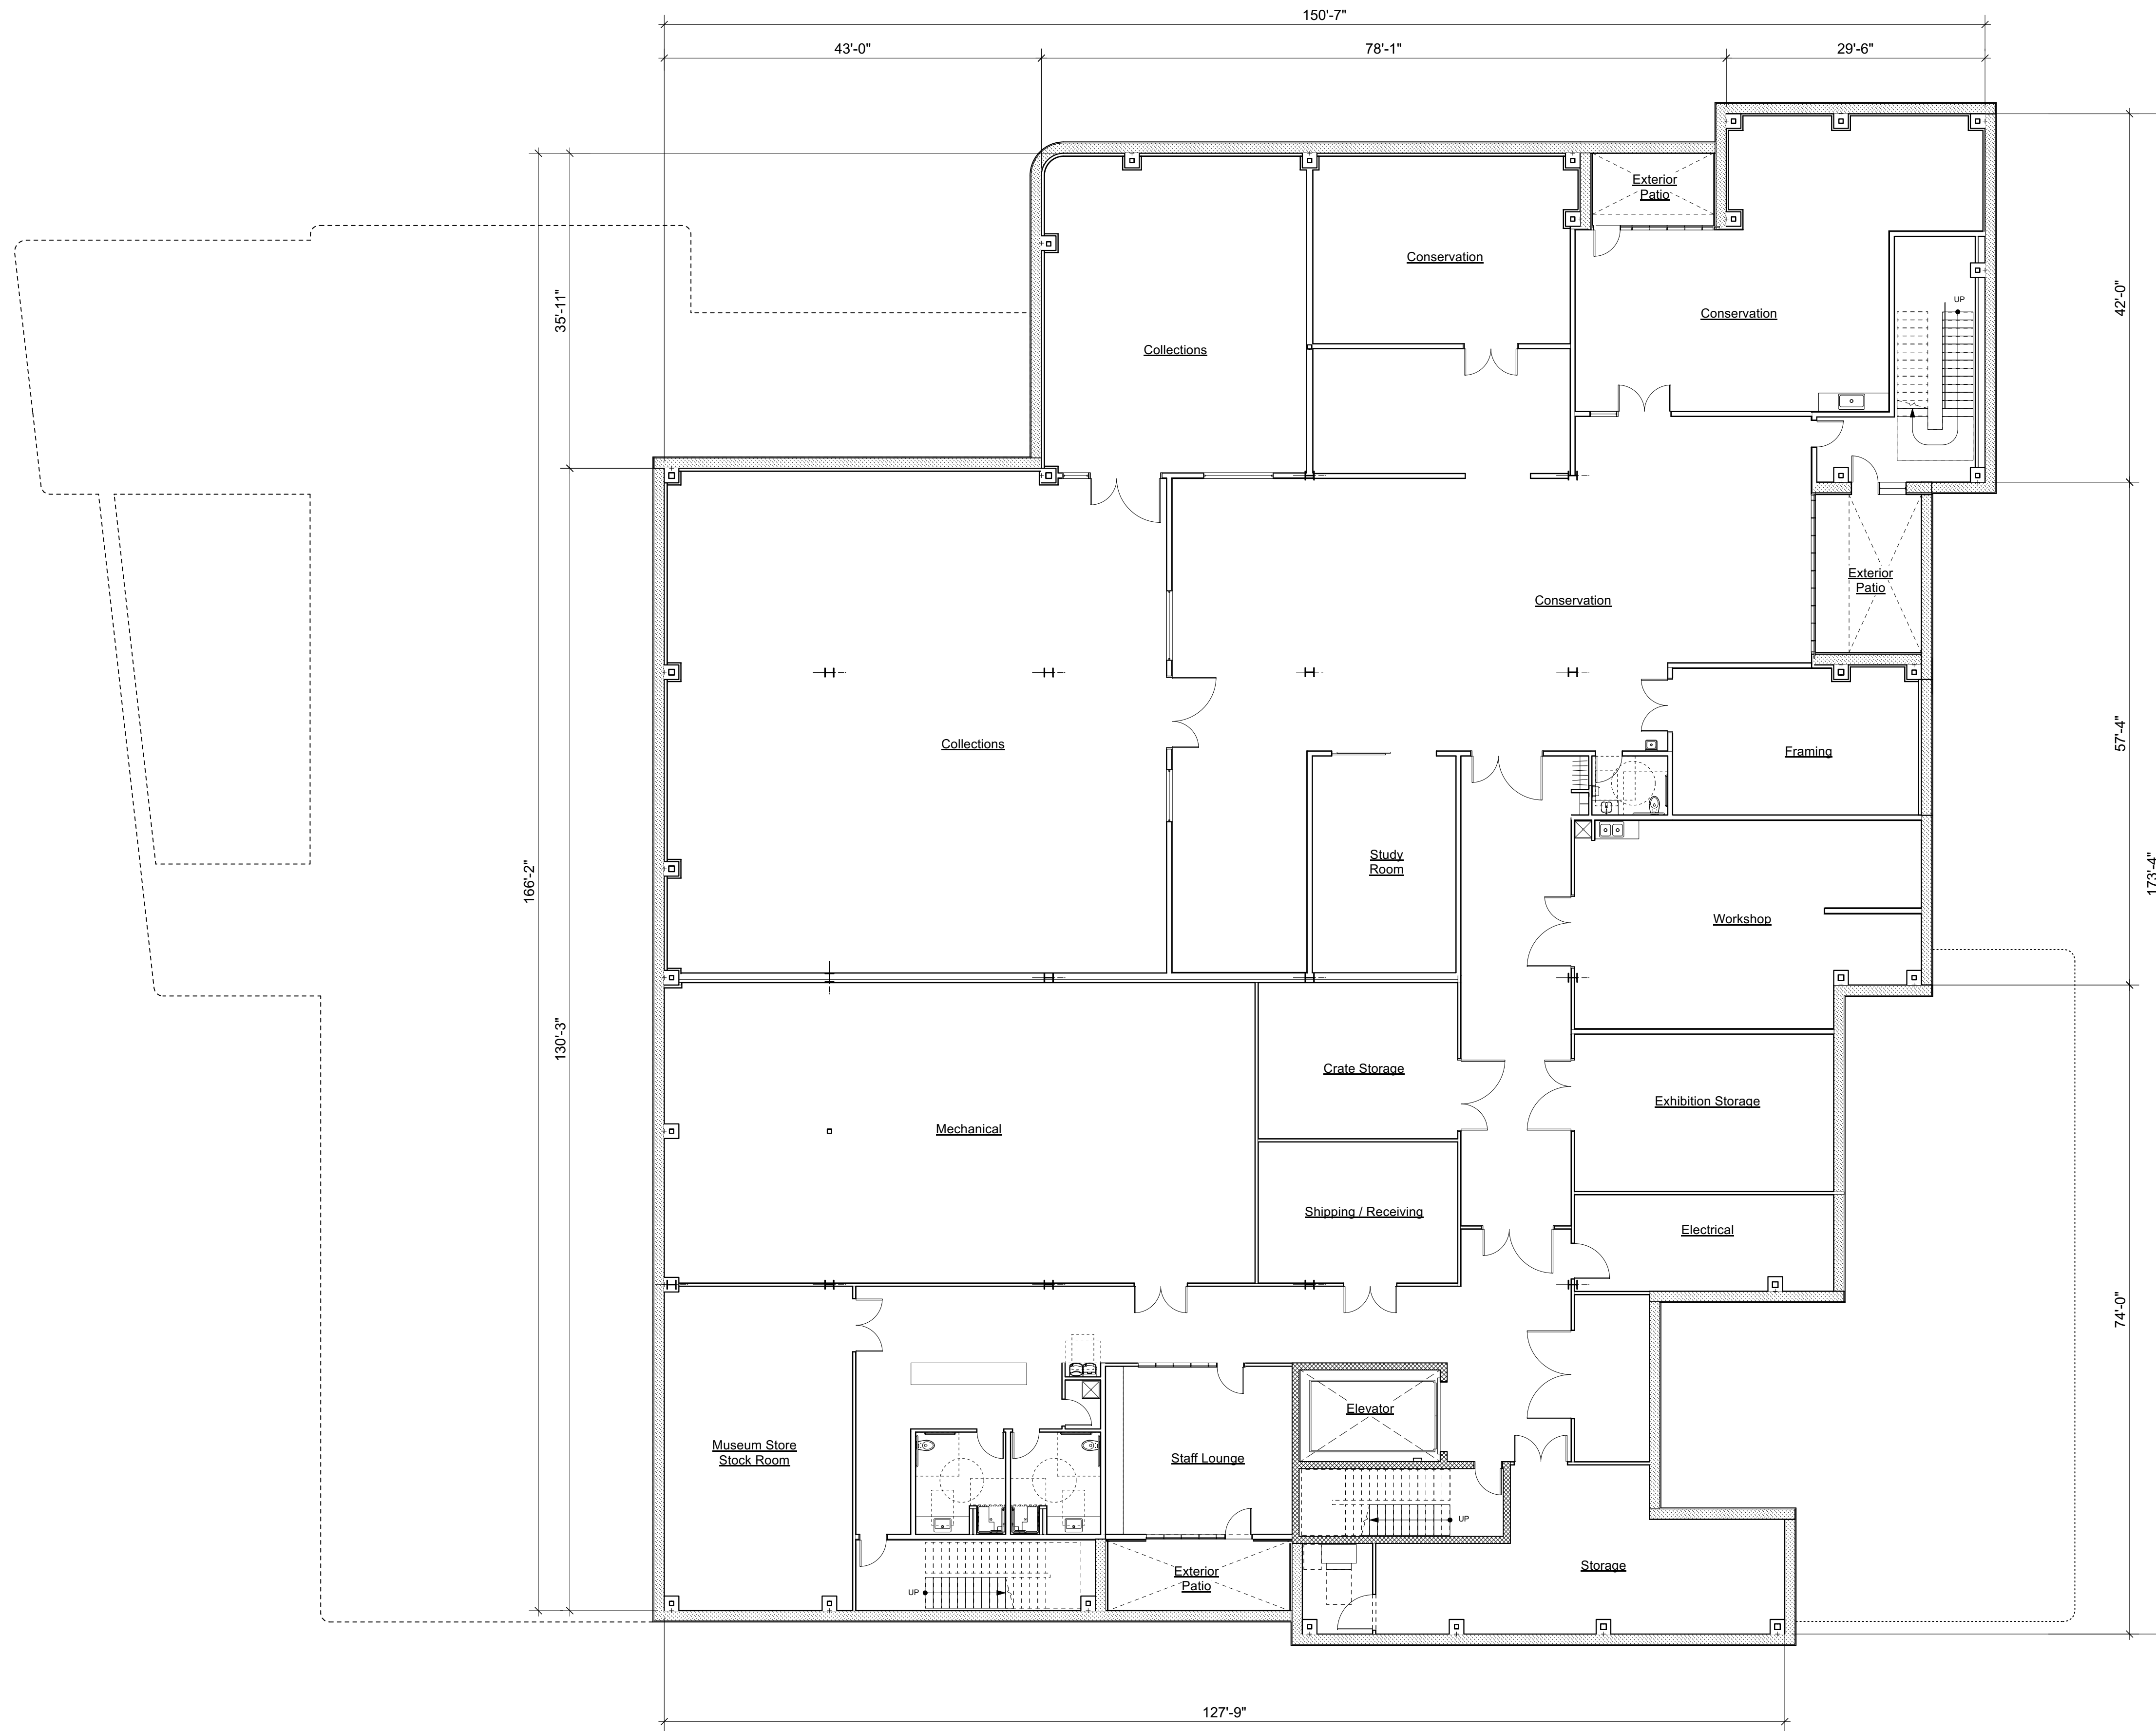 150'-7"
43'-0"
78'-1"
29'-6"
Exterior
Patio
Conservation
UP
Conservation
35'-11"
42'-0"
Collections
Exterior
Patio
Conservation
Collections
Framing
57'-4"
Study
Room
166'-2"
173'-4"
Workshop
130'-3"
Crate Storage
Exhibition Storage
Mechanical
Shipping / Receiving
Electrical
74'-0"
Elevator
Museum Store
Stock Room
Staff Lounge
UP
Storage
Exterior
Patio
UP
127'-9"